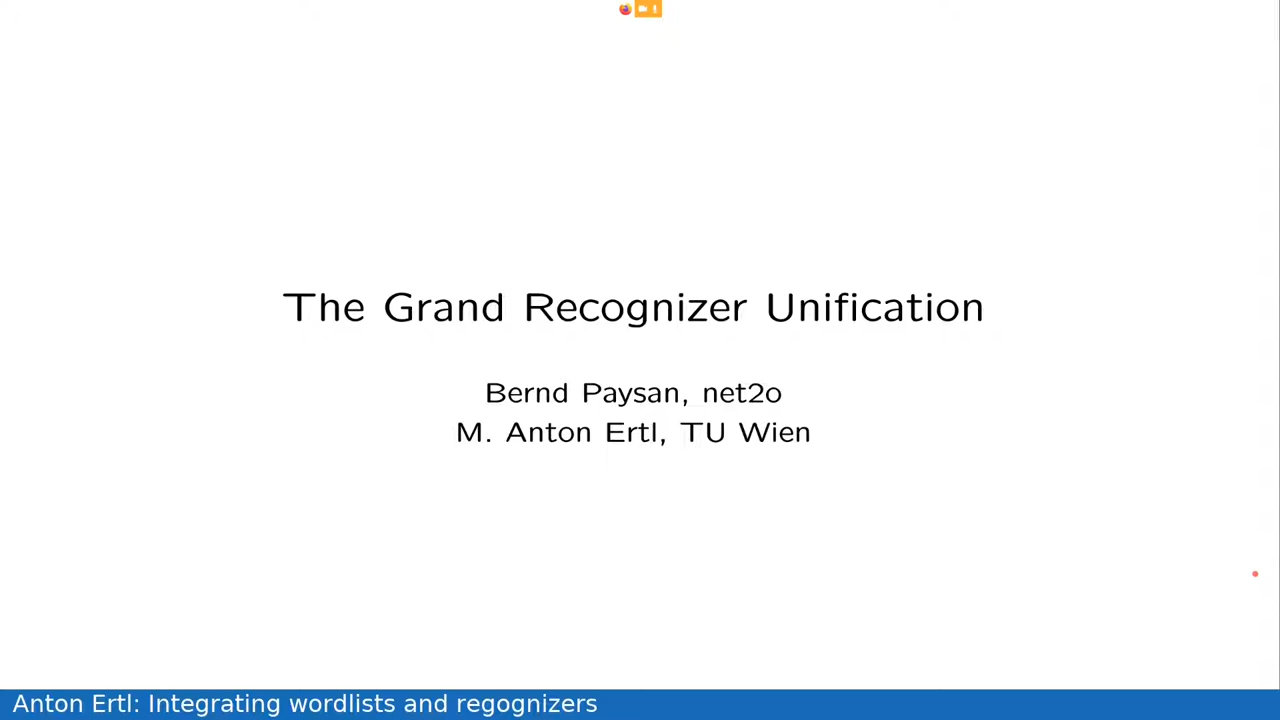 The Grand Recognizer Unification
Bernd Paysan, net2o
M. Anton Ertl, TU Wien
Anton Ertl: Integrating wordlists and regognizers